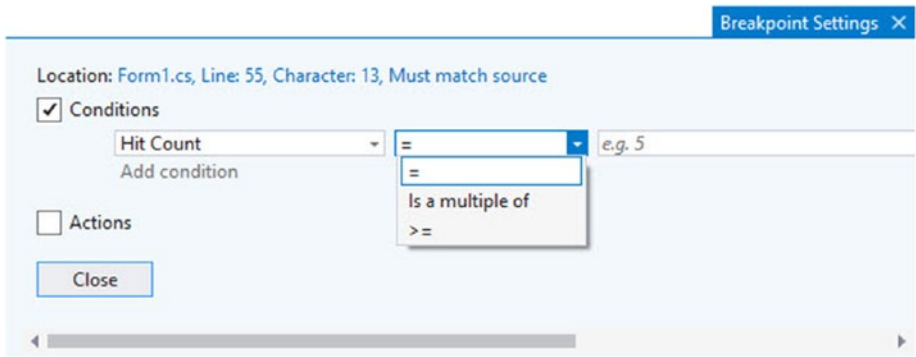 Breakpoint Settings
Location: Form1.cs, Line: 55, Character: 13, Must match source
Conditions
Hit Count = e.g. 5
Add condition =
Is a multiple of
Actions >=
Close